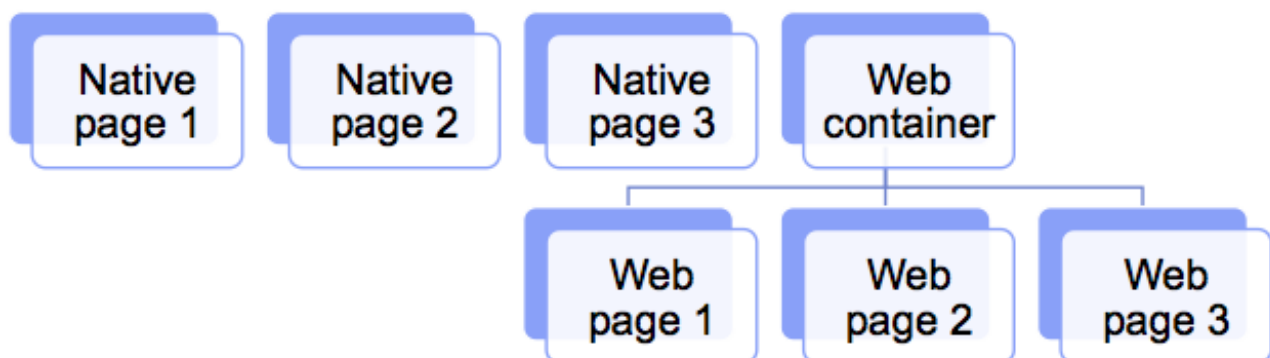 Native
page 1
Native
page 2
Native
page 3
Web
container
Web
page 1
Web
page 2
Web
page 3